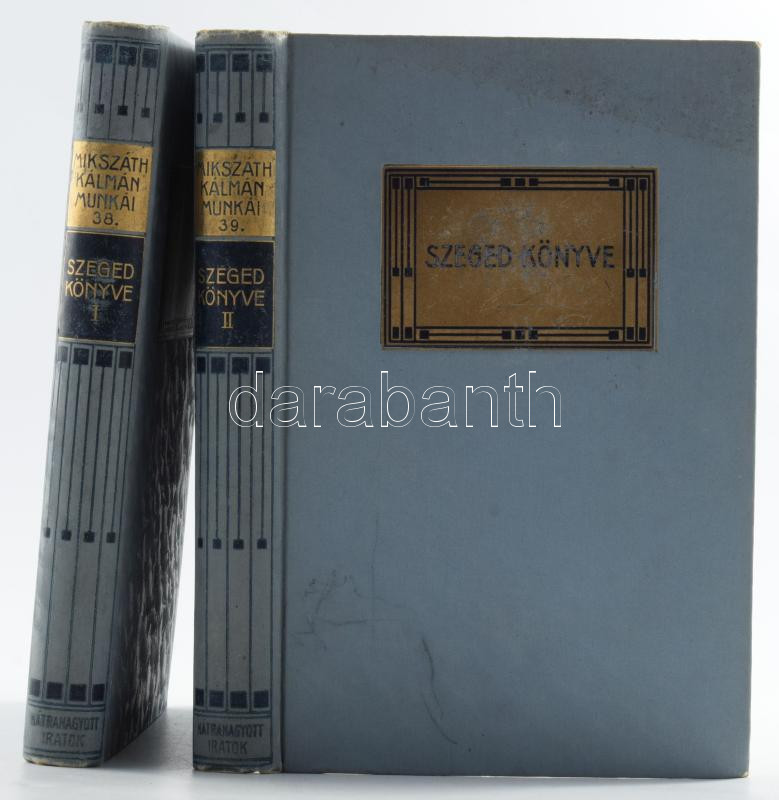 MIKSZÁTH
KÁLMÁN
MUNKÁI
38.
SZEGED
KÖNYVE
I
HÁTRAHAGYOTT
IRATOK
MIKSZÁTH
KÁLMÁN
MUNKÁI
39.
SZEGED
KÖNYVE
II
HÁTRAHAGYOTT
IRATOK
SZEGED KÖNYVE
darabanth